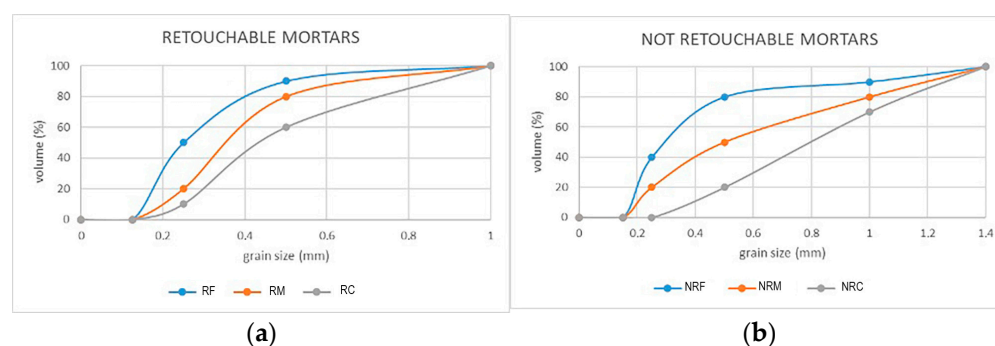 RETOUCHABLE MORTARS
100
80
60
40
20
0
volume (%)
0 0.2 0.4 0.6 0.8 1
grain size (mm)
RF RM RC
(a)
NOT RETOUCHABLE MORTARS
100
80
60
40
20
0
volume (%)
0 0.2 0.4 0.6 0.8 1 1.2 1.4
grain size (mm)
NRF NRM NRC
(b)